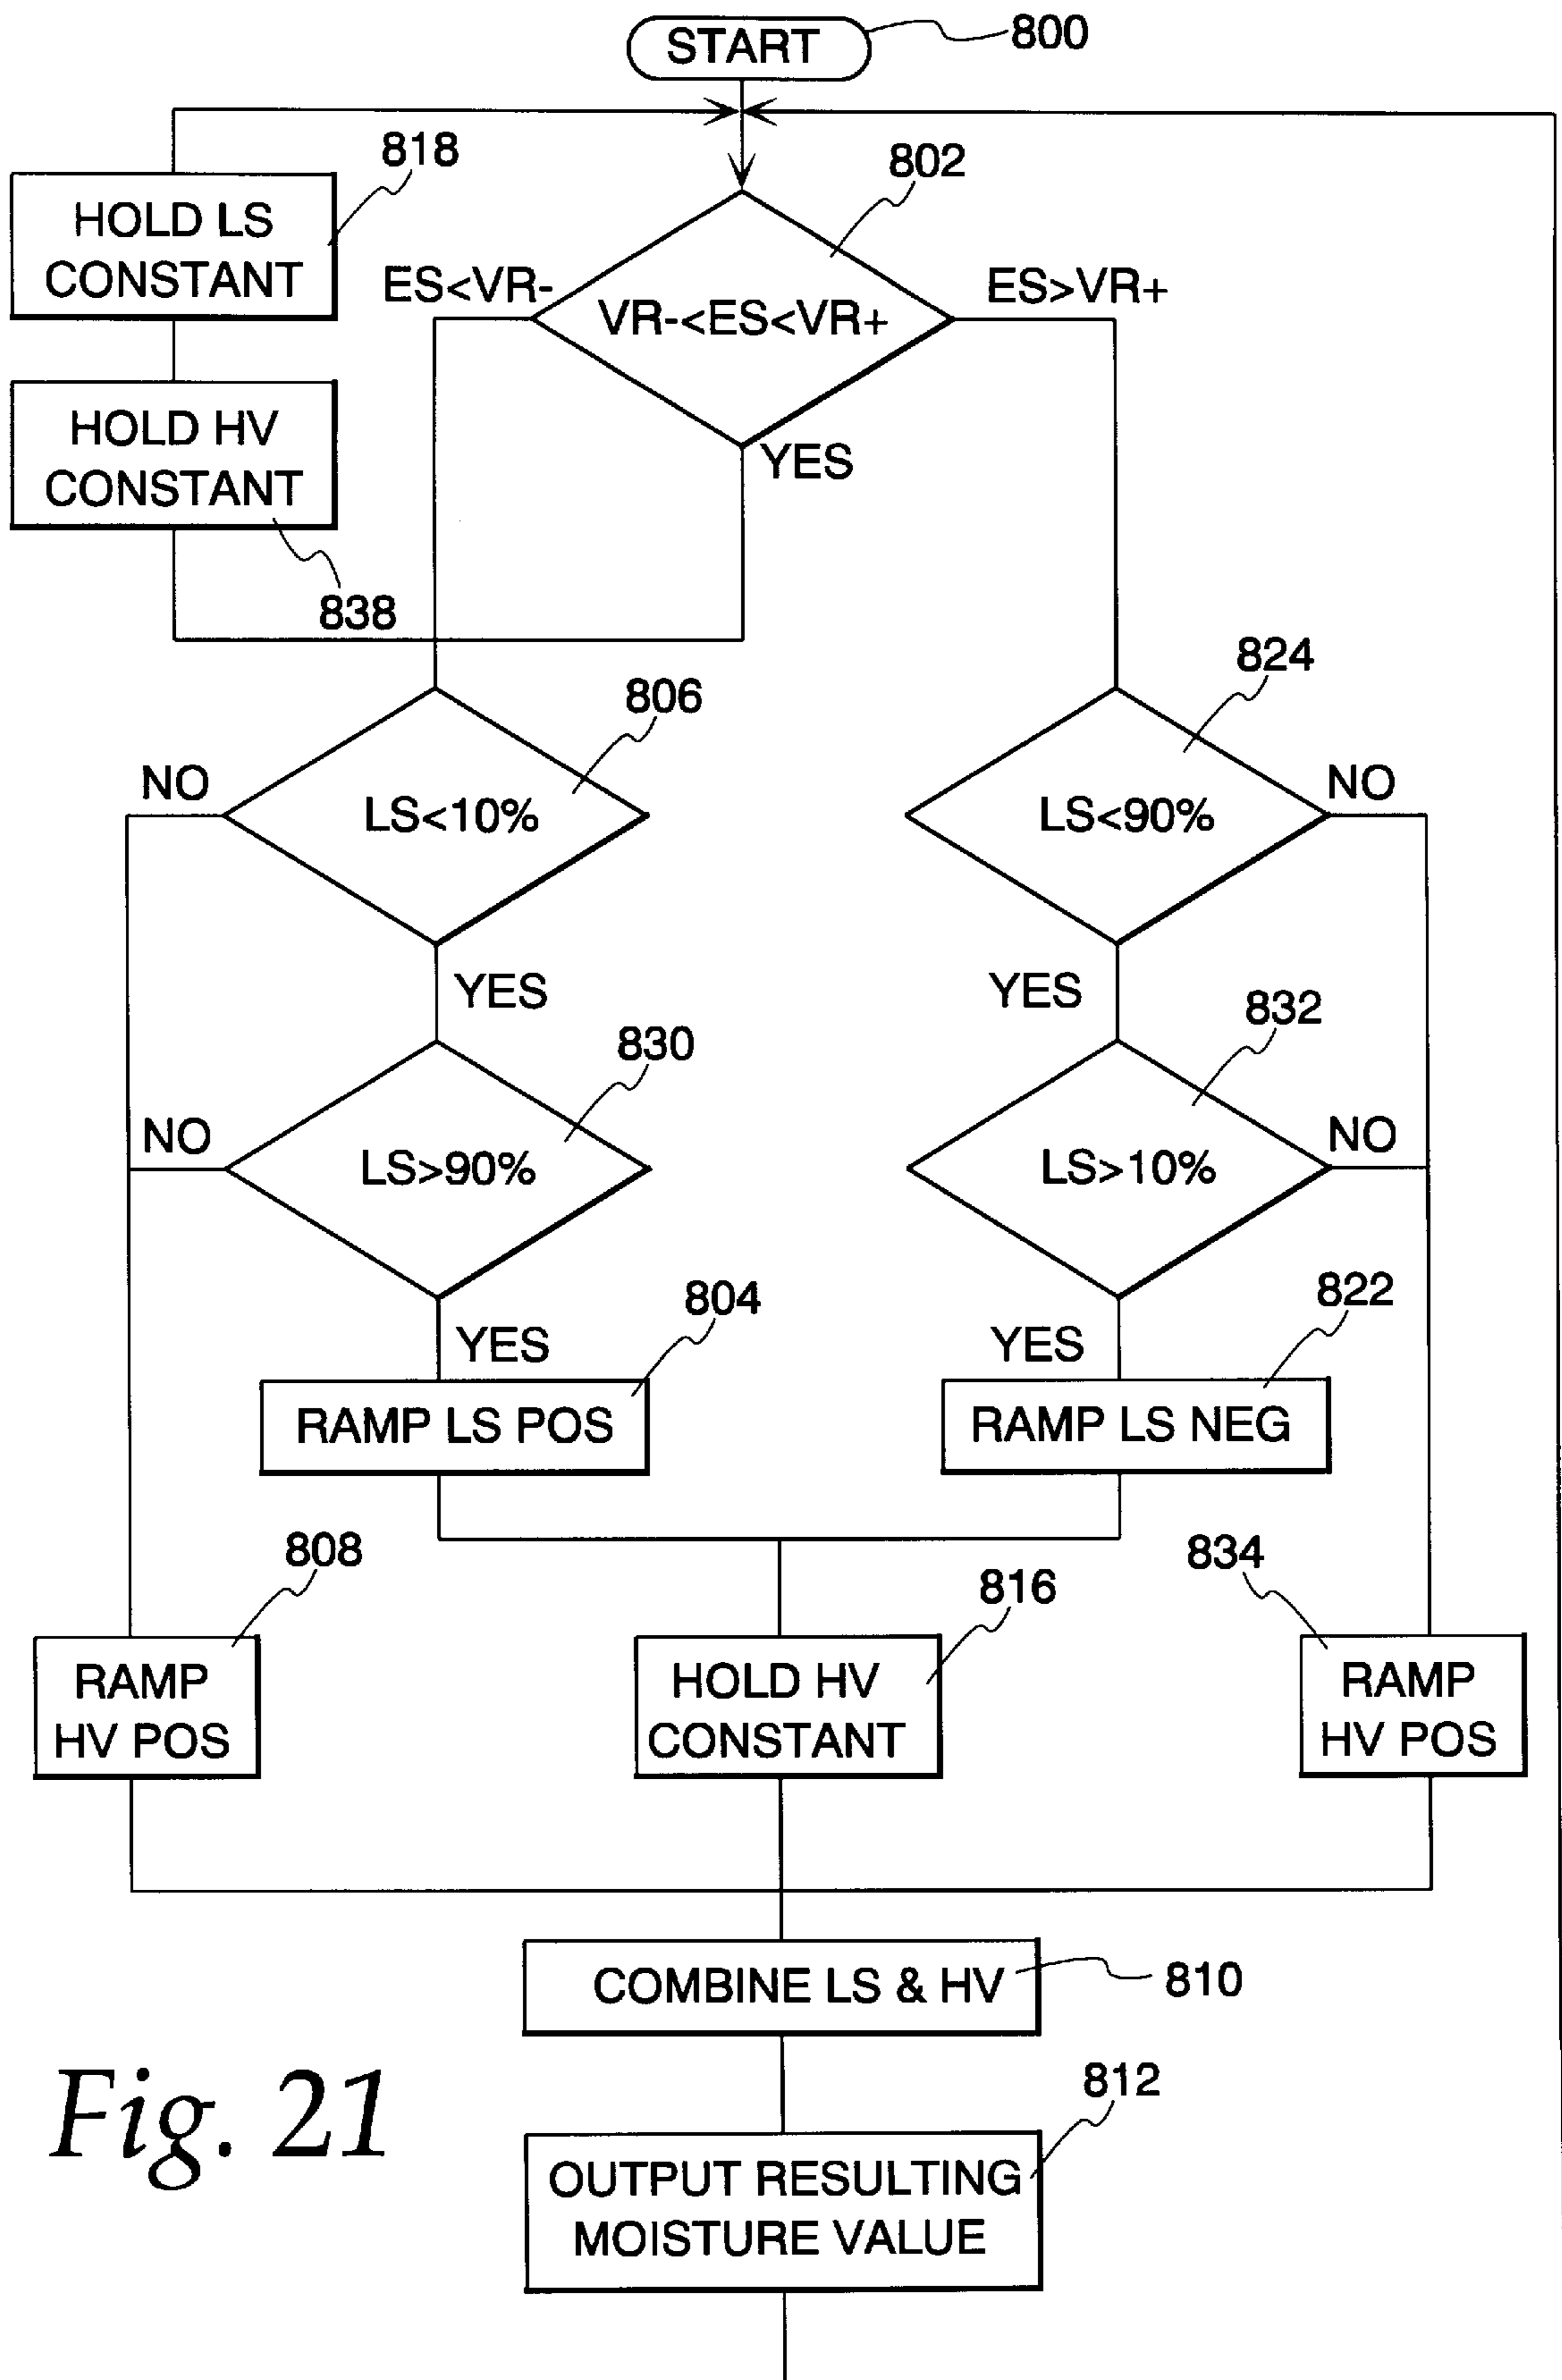 START
800
818
802
HOLD LS
CONSTANT
ES<VR-
VR-<ES<VR+
ES>VR+
HOLD HV
CONSTANT
YES
838
806
824
NO
LS<10%
LS<90%
NO
YES
YES
830
832
NO
LS>90%
LS>10%
NO
804
822
YES
YES
RAMP LS POS
RAMP LS NEG
808
816
834
RAMP
HV POS
HOLD HV
CONSTANT
RAMP
HV POS
COMBINE LS & HV
810
Fig. 21
812
OUTPUT RESULTING
MOISTURE VALUE